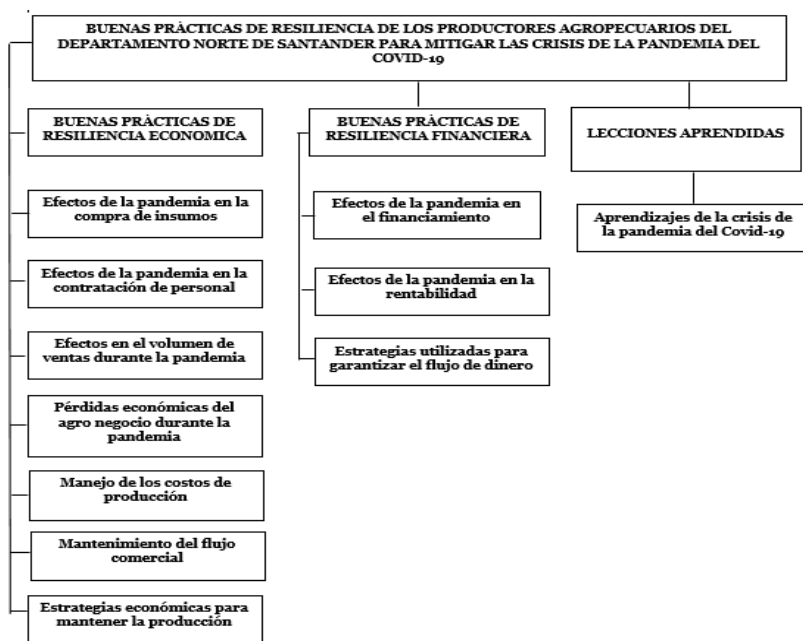 BUENAS PRÀCTICAS DE RESILIENCIA DE LOS PRODUCTORES AGROPECUARIOS DEL
DEPARTAMENTO NORTE DE SANTANDER PARA MITIGAR LAS CRISIS DE LA PANDEMIA DEL
COVID-19
BUENAS PRÀCTICAS DE
RESILIENCIA ECONOMICA
Efectos de la pandemia en la
compra de insumos
Efectos de la pandemia en la
contratación de personal
Efectos en el volumen de
ventas durante la pandemia
Pérdidas económicas del
agro negocio durante la
pandemia
Manejo de los costos de
producción
Mantenimiento del flujo
comercial
Estrategias económicas para
mantener la producción
BUENAS PRÀCTICAS DE
RESILIENCIA FINANCIERA
Efectos de la pandemia en
el financiamiento
Efectos de la pandemia en la
rentabilidad
Estrategias utilizadas para
garantizar el flujo de dinero
LECCIONES APRENDIDAS
Aprendizajes de la crisis de
la pandemia del Covid-19